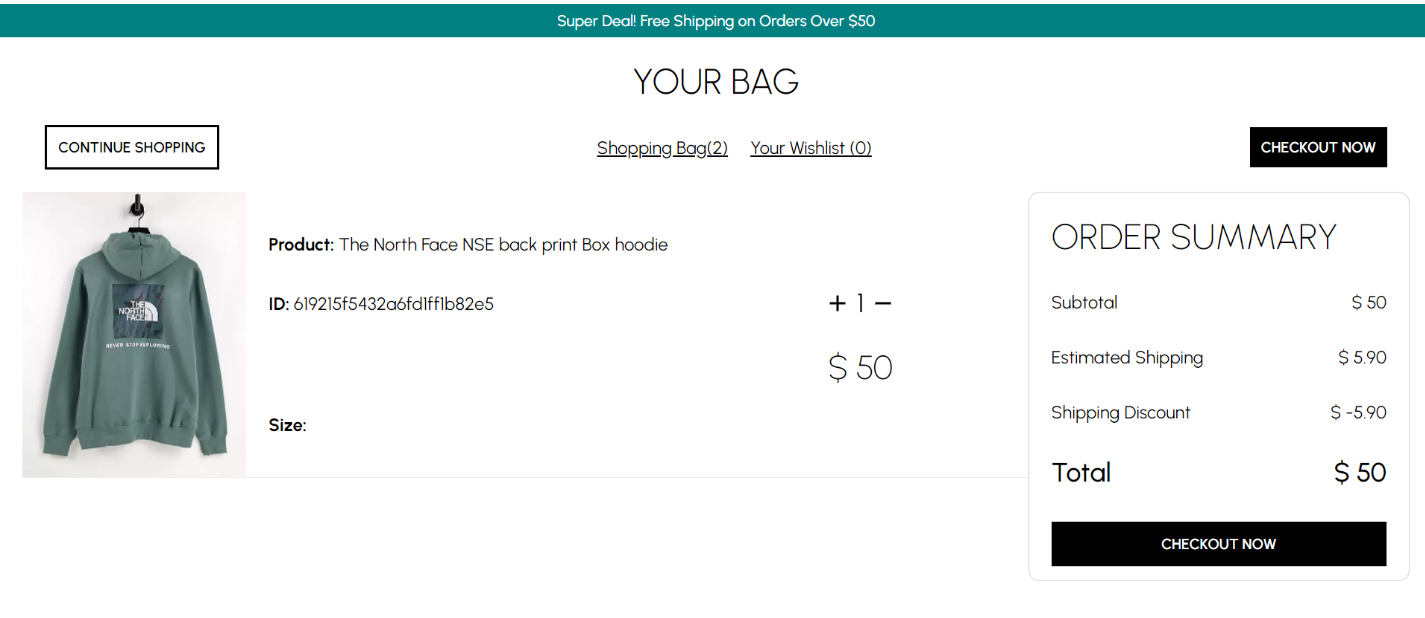 Super Deal! Free Shipping on Orders Over $50
YOUR BAG
CONTINUE SHOPPING
Shopping Bag(2) Your Wishlist (0)
CHECKOUT NOW
THE
NORTH
FACE
NEVER STOP EXPLORING
Product: The North Face NSE back print Box hoodie
ID: 619215f5432a6fd1ff1b82e5
+ 1 −
$ 50
Size:
ORDER SUMMARY
Subtotal $ 50
Estimated Shipping $ 5.90
Shipping Discount $ -5.90
Total $ 50
CHECKOUT NOW